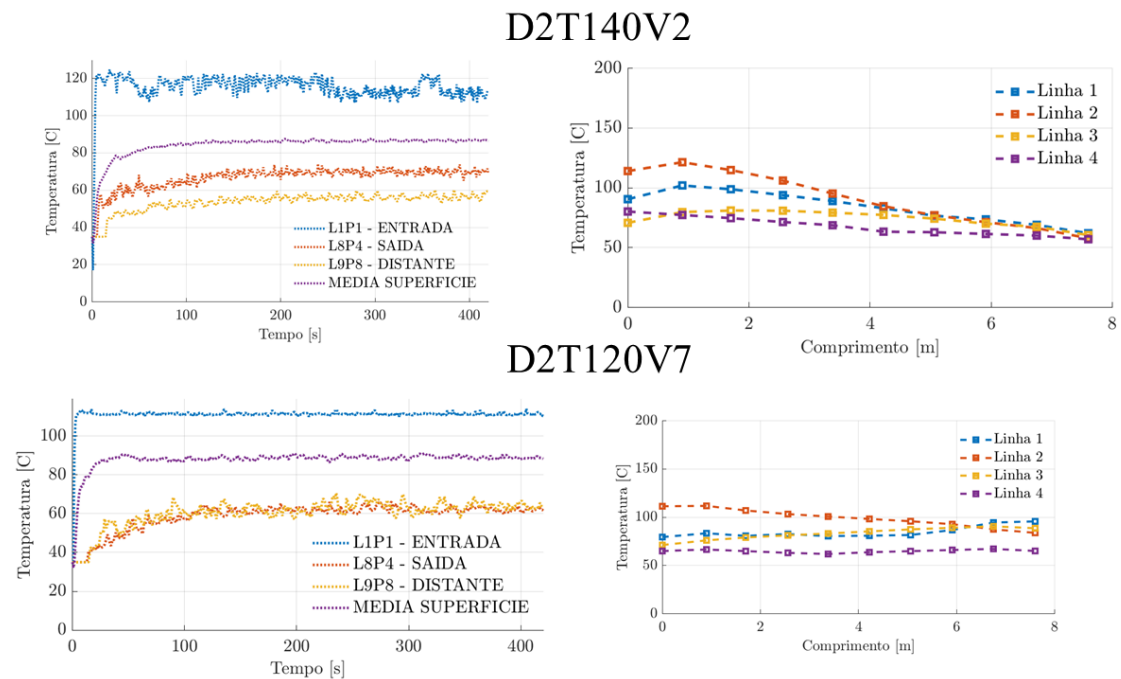 D2T140V2
120
100
80
60
40
20
0
Temperatura [C]
0 100 200 300 400
Tempo [s]
L1P1 - ENTRADA
L8P4 - SAIDA
L9P8 - DISTANTE
MEDIA SUPERFICIE
200
150
100
50
0
Temperatura [C]
0 2 4 6 8
Comprimento [m]
Linha 1
Linha 2
Linha 3
Linha 4
D2T120V7
100
80
60
40
20
0
Temperatura [C]
0 100 200 300 400
Tempo [s]
L1P1 - ENTRADA
L8P4 - SAIDA
L9P8 - DISTANTE
MEDIA SUPERFICIE
200
150
100
50
0
Temperatura [C]
0 2 4 6 8
Comprimento [m]
Linha 1
Linha 2
Linha 3
Linha 4